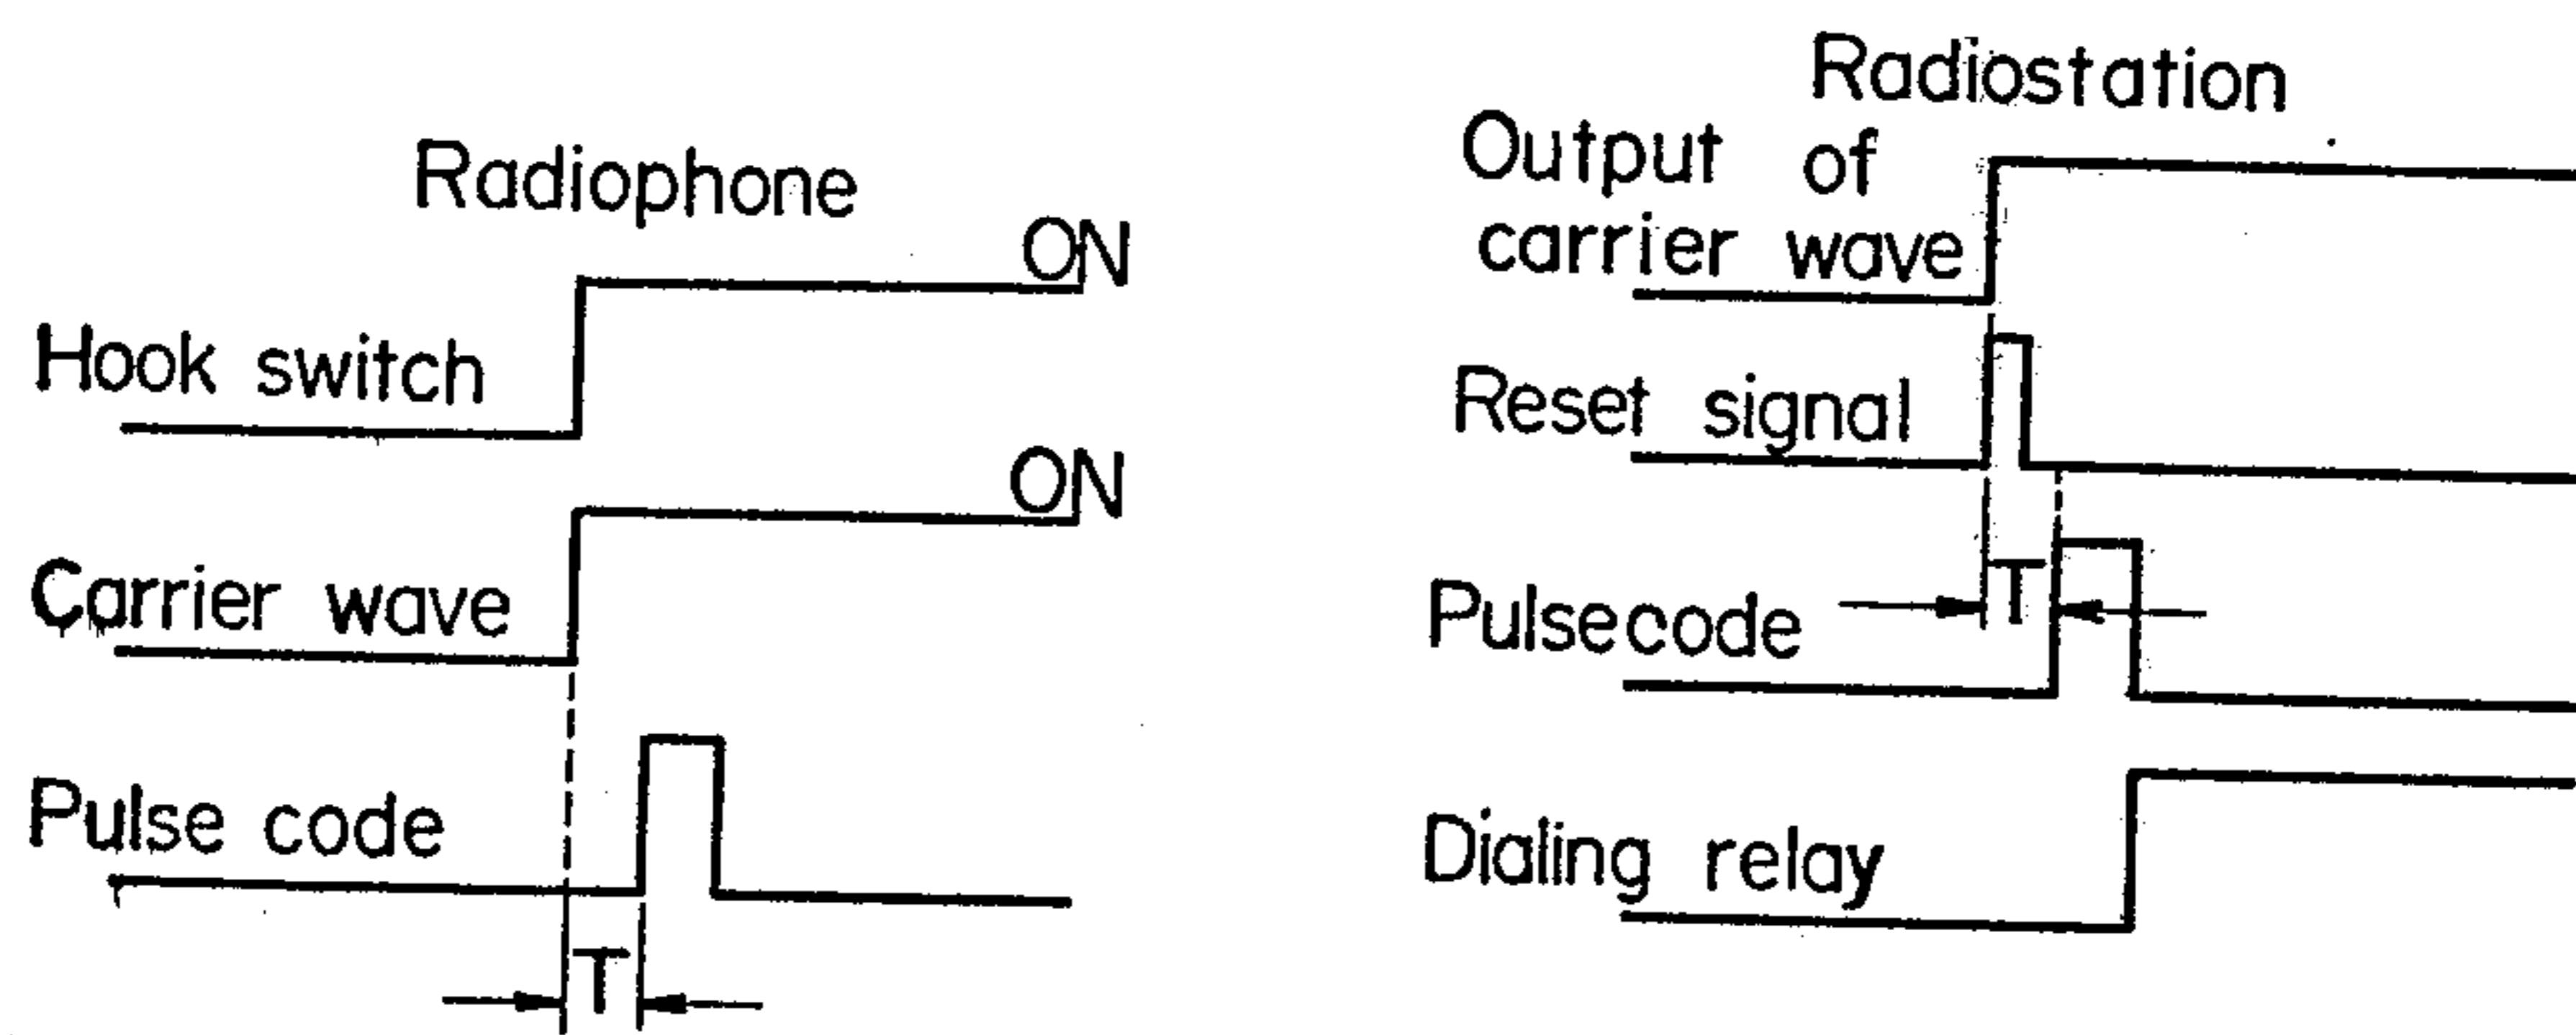 Radiophone
ON
Hook switch
ON
Carrier wave
Pulse code
T
Radiostation
Output of
carrier wave
Reset signal
T
Pulsecode
Dialing relay